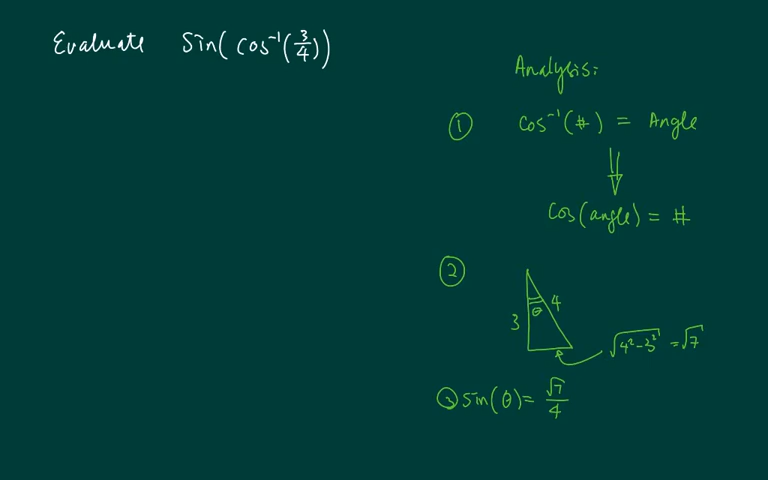 Evaluate Sin( cos⁻¹(3/4))
Analysis:
① cos⁻¹(#) = Angle
⇓
Cos(angle) = #
②
4
θ
3
√(4²-3²) = √7
③ Sin(θ) = √7/4